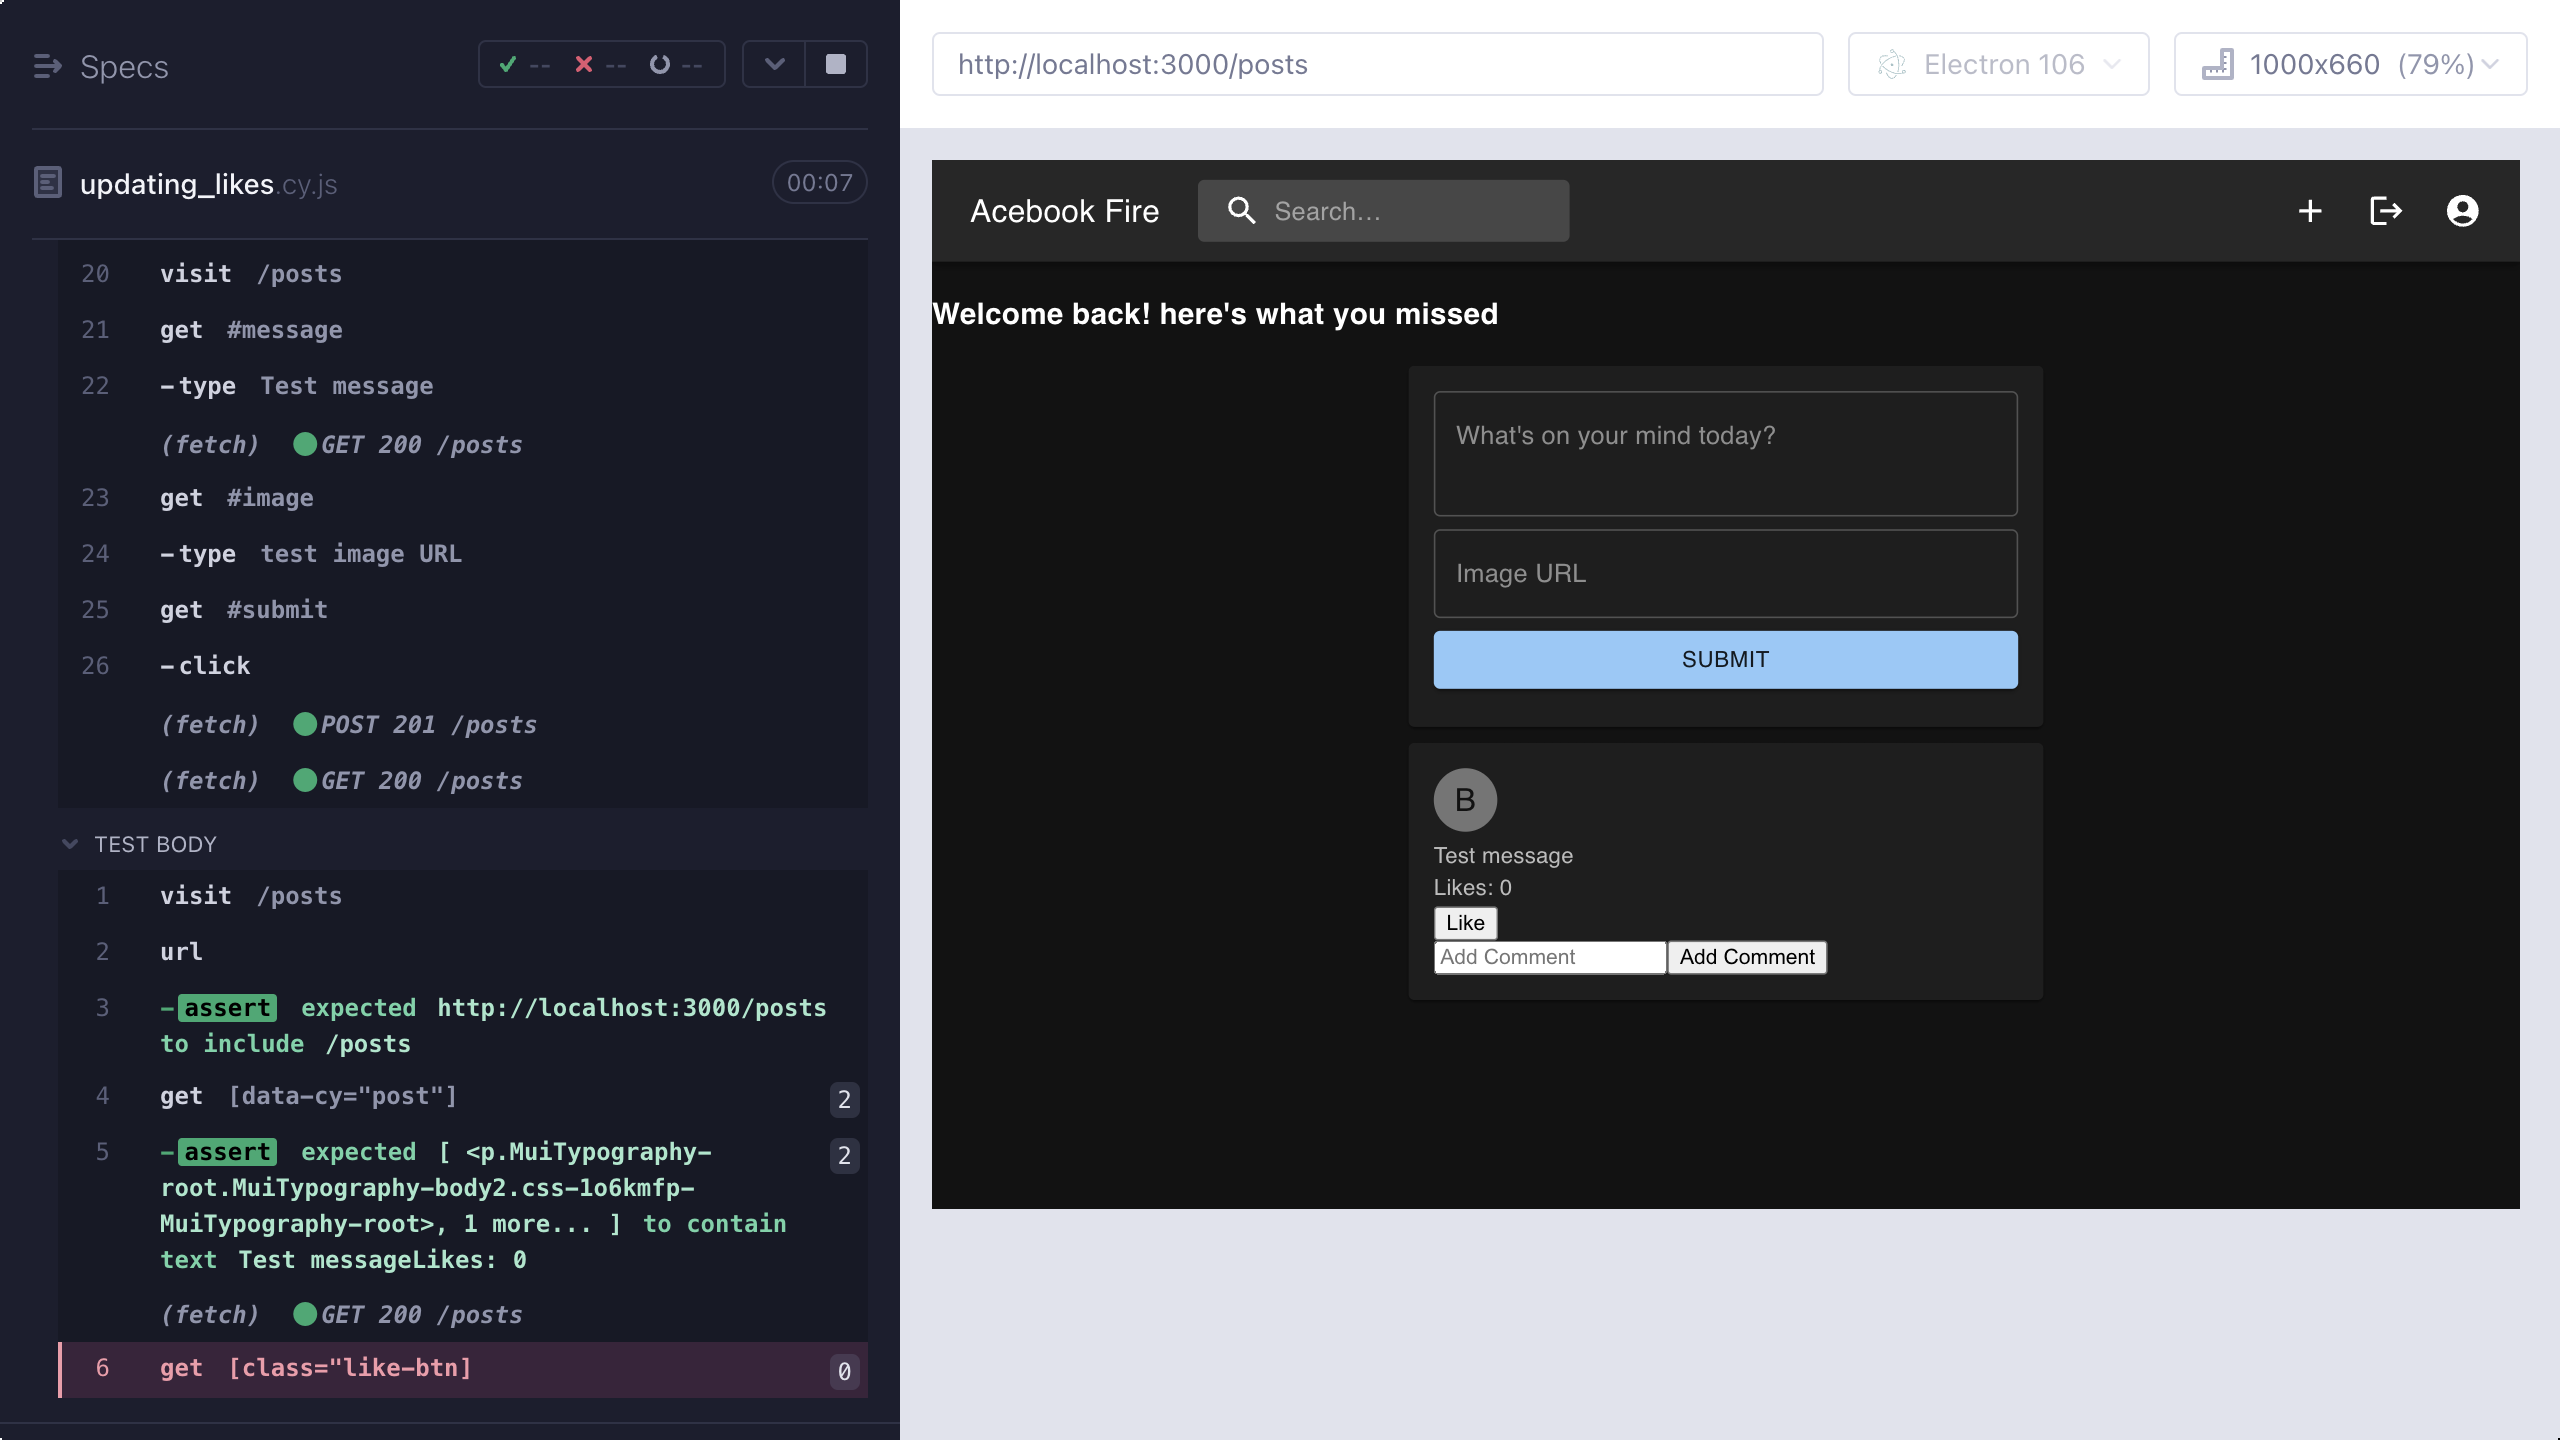 Specs
-- -- --
updating_likes.cy.js 00:07
20 visit /posts
21 get #message
22 -type Test message
(fetch) GET 200 /posts
23 get #image
24 -type test image URL
25 get #submit
26 -click
(fetch) POST 201 /posts
(fetch) GET 200 /posts
TEST BODY
1 visit /posts
2 url
3 -assert expected http://localhost:3000/posts
to include /posts
4 get [data-cy="post"] 2
5 -assert expected [ <p.MuiTypography- 2
root.MuiTypography-body2.css-1o6kmfp-
MuiTypography-root>, 1 more... ] to contain
text Test messageLikes: 0
(fetch) GET 200 /posts
6 get [class="like-btn] 0
http://localhost:3000/posts
Electron 106
1000x660 (79%)
Acebook Fire
Search...
Welcome back! here's what you missed
What's on your mind today?
Image URL
SUBMIT
B
Test message
Likes: 0
Like
Add Comment Add Comment